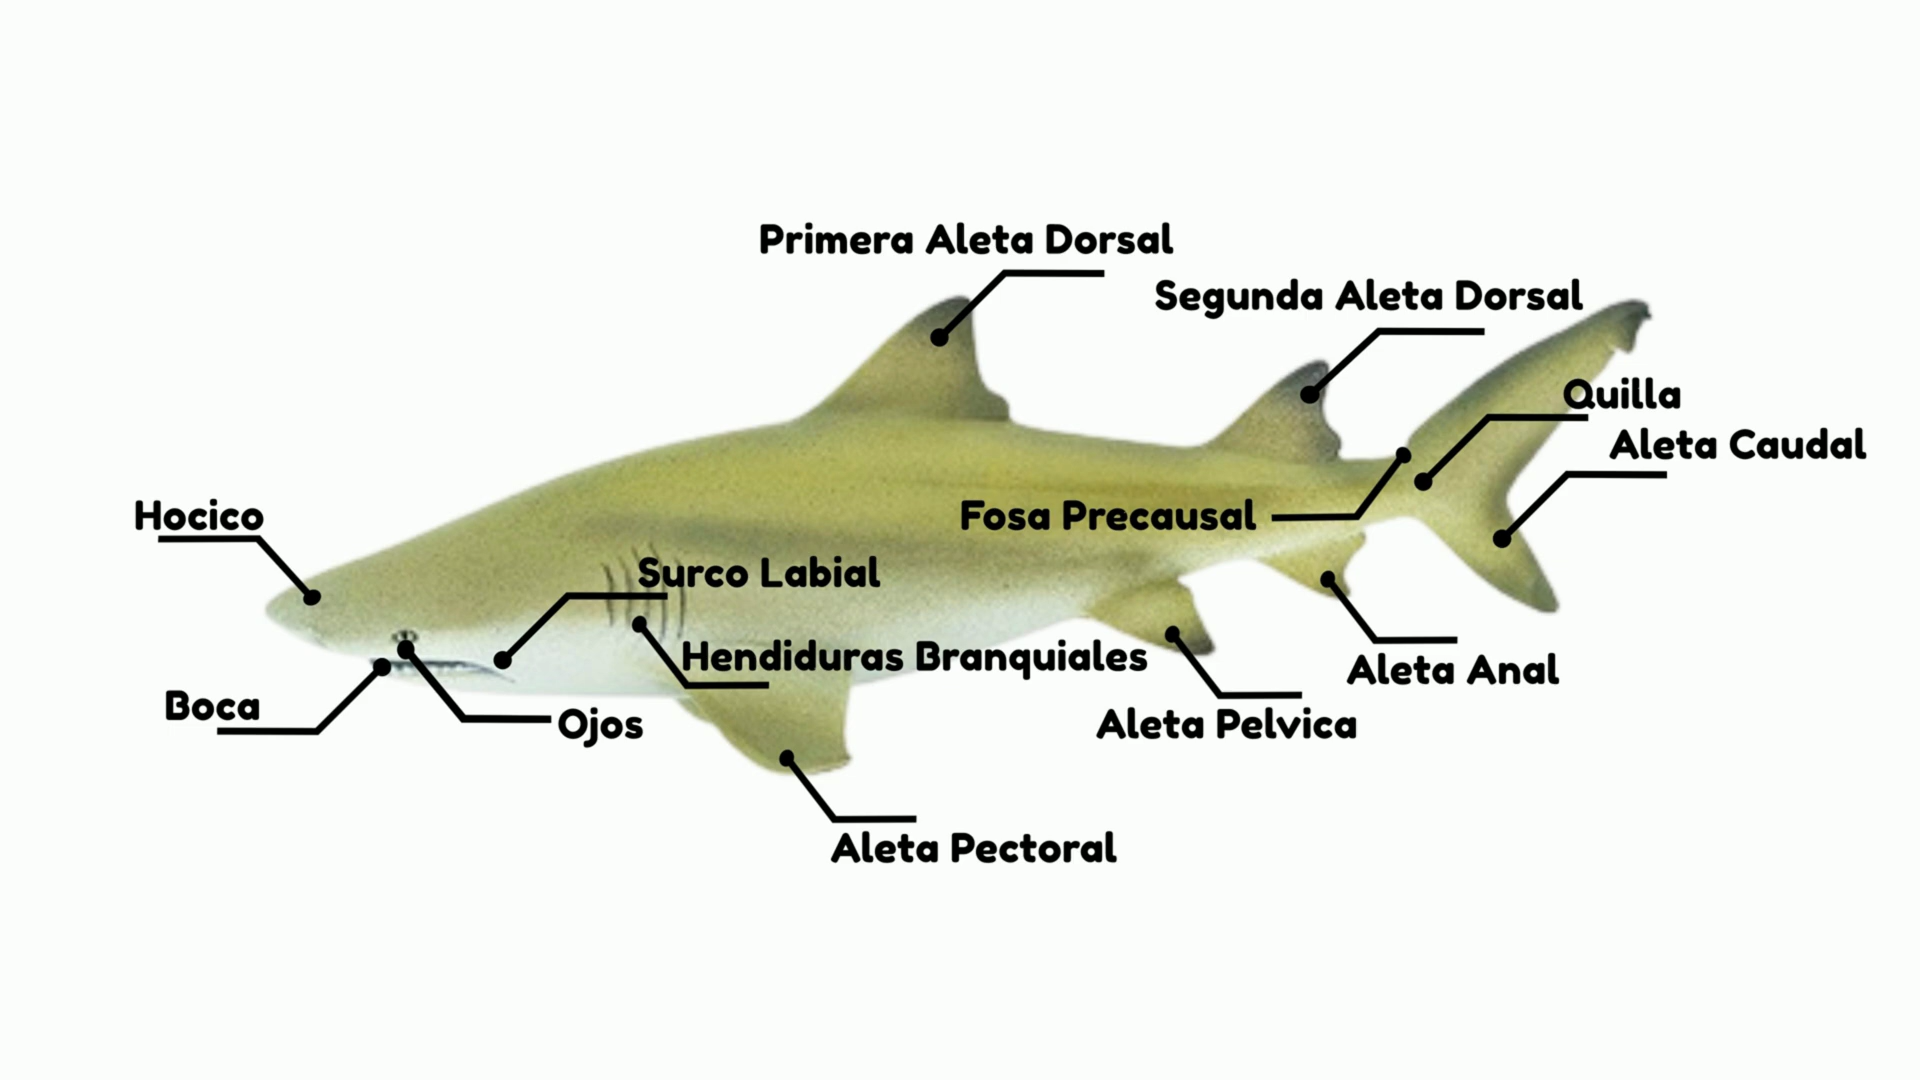 Primera Aleta Dorsal
Segunda Aleta Dorsal
Quilla
Aleta Caudal
Hocico
Fosa Precausal
Surco Labial
Hendiduras Branquiales
Aleta Anal
Boca
Ojos
Aleta Pelvica
Aleta Pectoral